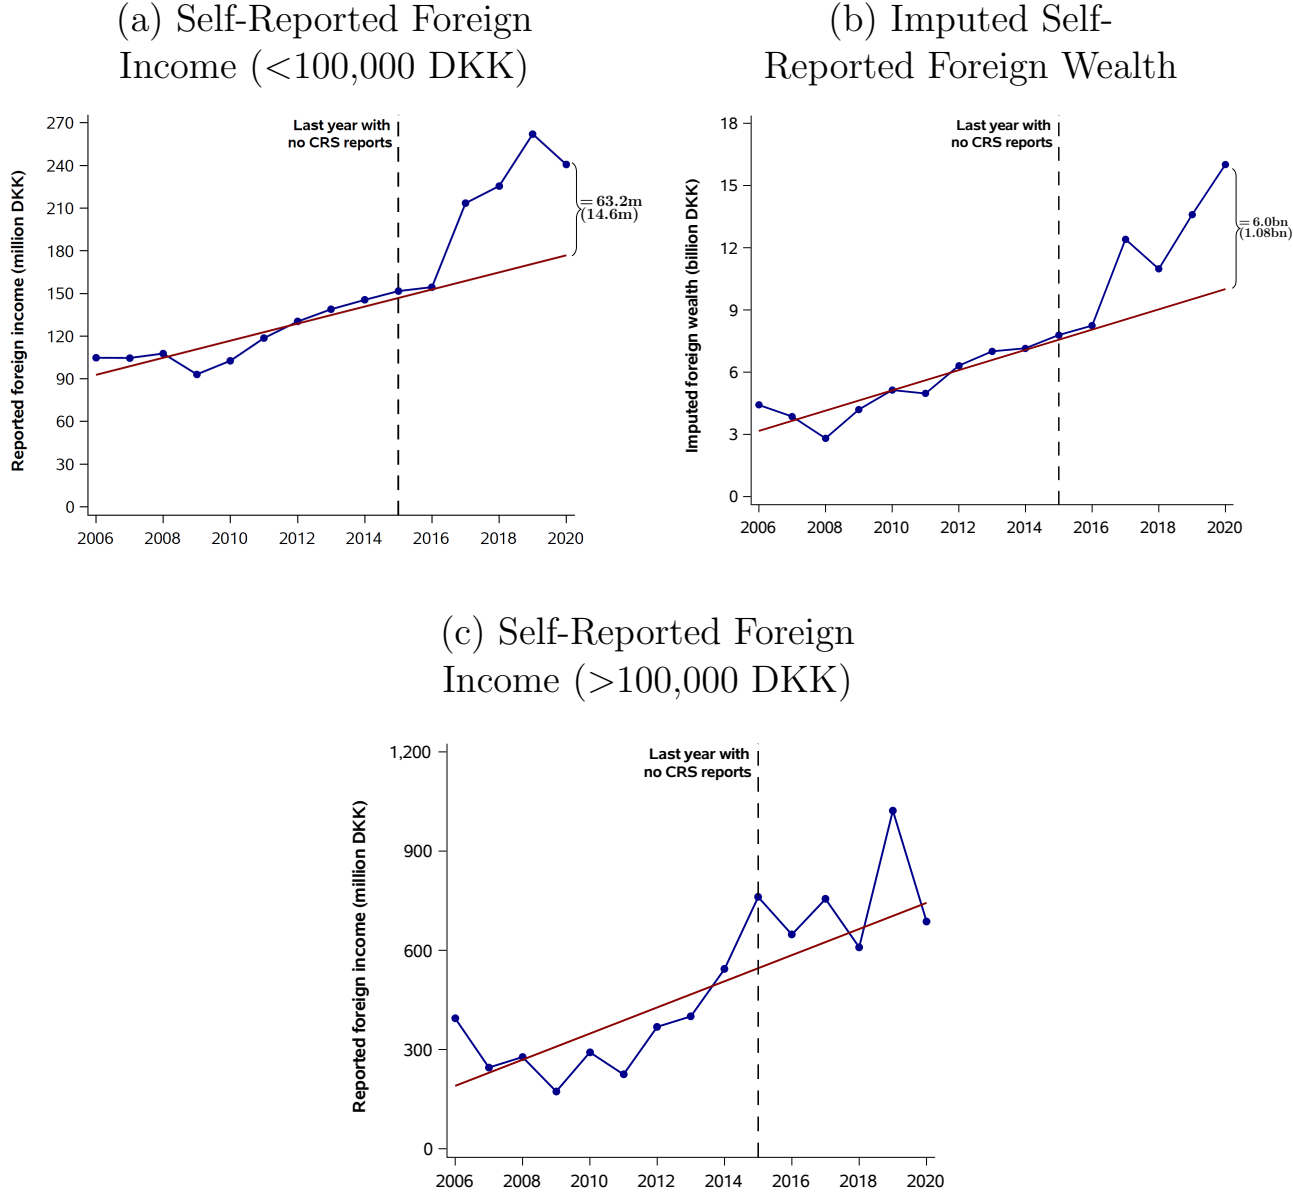 (a) Self-Reported Foreign
Income (<100,000 DKK)
Reported foreign income (million DKK)
270
240
210
180
150
120
90
60
30
0
Last year with
no CRS reports
= 63.2m
(14.6m)
2006 2008 2010 2012 2014 2016 2018 2020
(b) Imputed Self-
Reported Foreign Wealth
Imputed foreign wealth (billion DKK)
18
15
12
9
6
3
0
Last year with
no CRS reports
= 6.0bn
(1.08bn)
2006 2008 2010 2012 2014 2016 2018 2020
(c) Self-Reported Foreign
Income (>100,000 DKK)
Reported foreign income (million DKK)
1,200
900
600
300
0
Last year with
no CRS reports
2006 2008 2010 2012 2014 2016 2018 2020